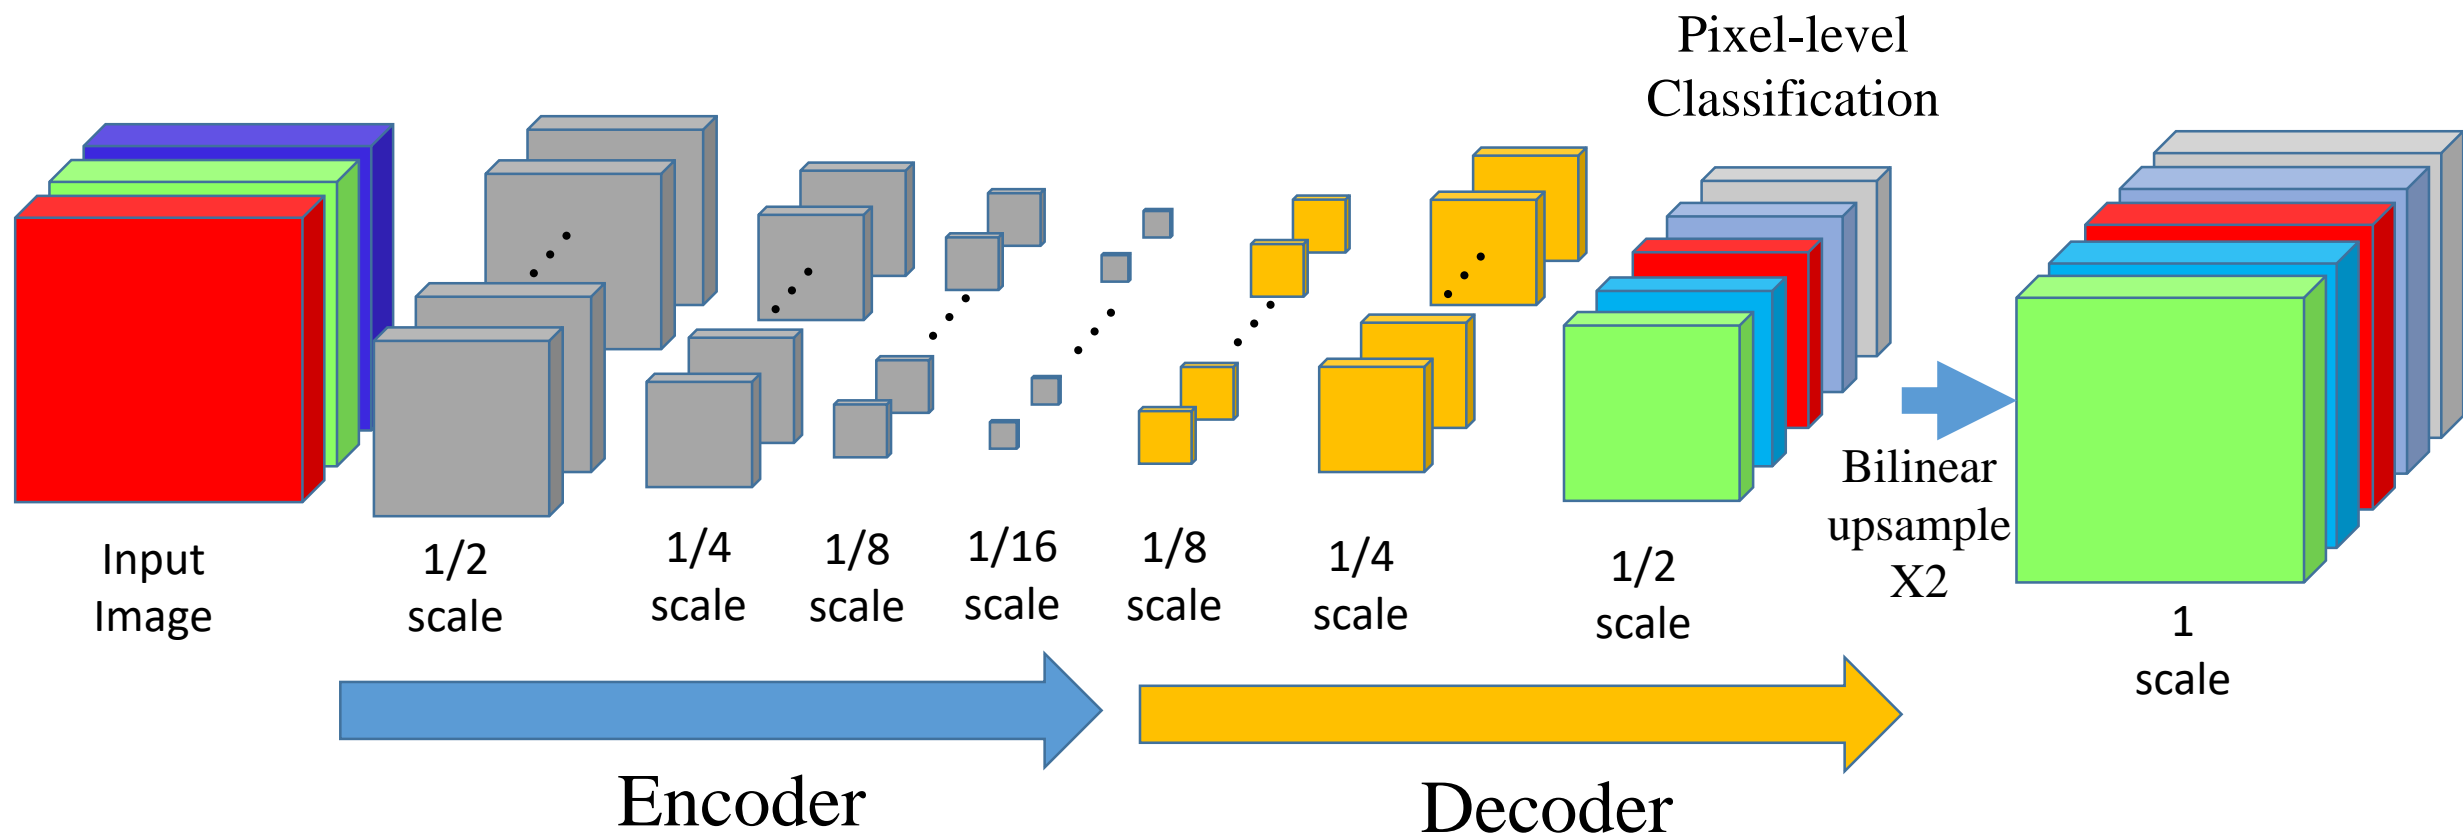 Pixel-level
Classification
Input
Image
1/2
scale
1/4
scale
1/8
scale
1/16
scale
1/8
scale
1/4
scale
1/2
scale
Bilinear
upsample
X2
1
scale
Encoder
Decoder